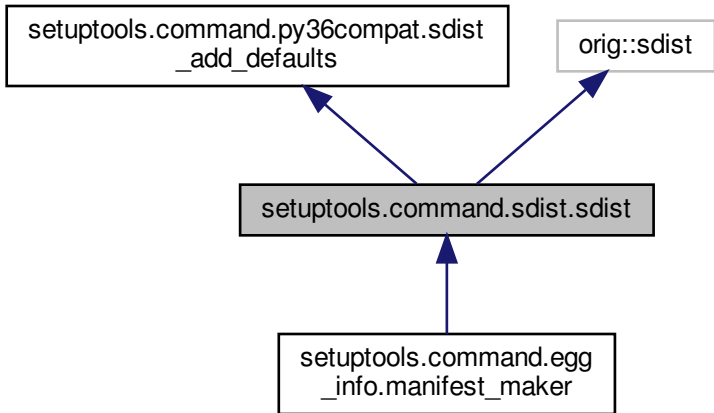 setuptools.command.py36compat.sdist
_add_defaults
orig::sdist
setuptools.command.sdist.sdist
setuptools.command.egg
_info.manifest_maker